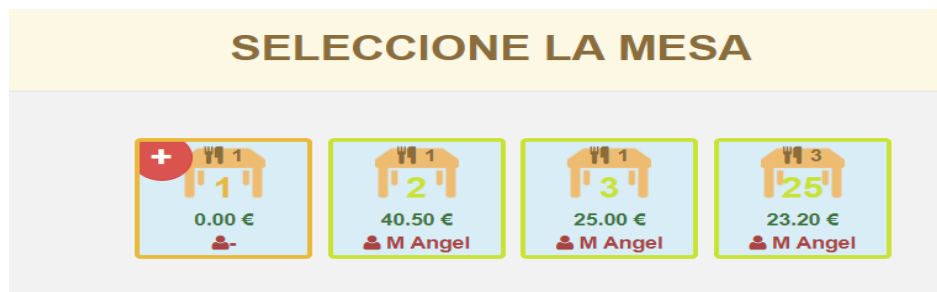 SELECCIONE LA MESA
+ 1 1 1 3
1 2 3 25
0.00 € 40.50 € 25.00 € 23.20 €
- M Angel M Angel M Angel